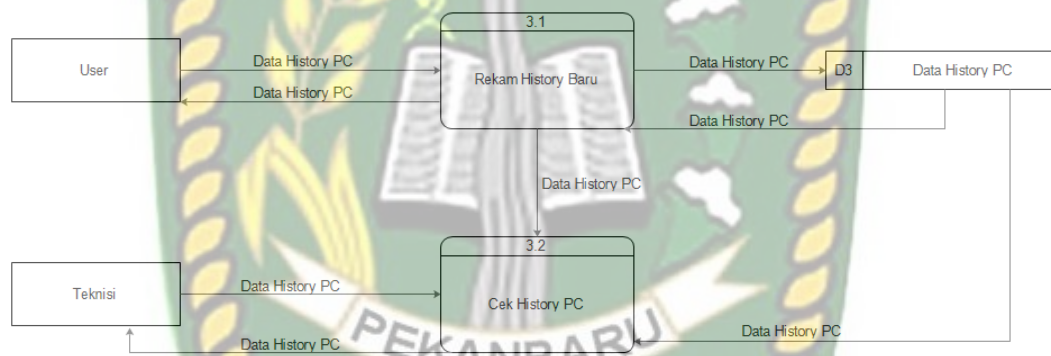 3.1
User
Data History PC
Data History PC
Rekam History Baru
Data History PC
D3
Data History PC
Data History PC
Data History PC
3.2
Teknisi
Data History PC
Cek History PC
Data History PC
Data History PC
PEKANBARU